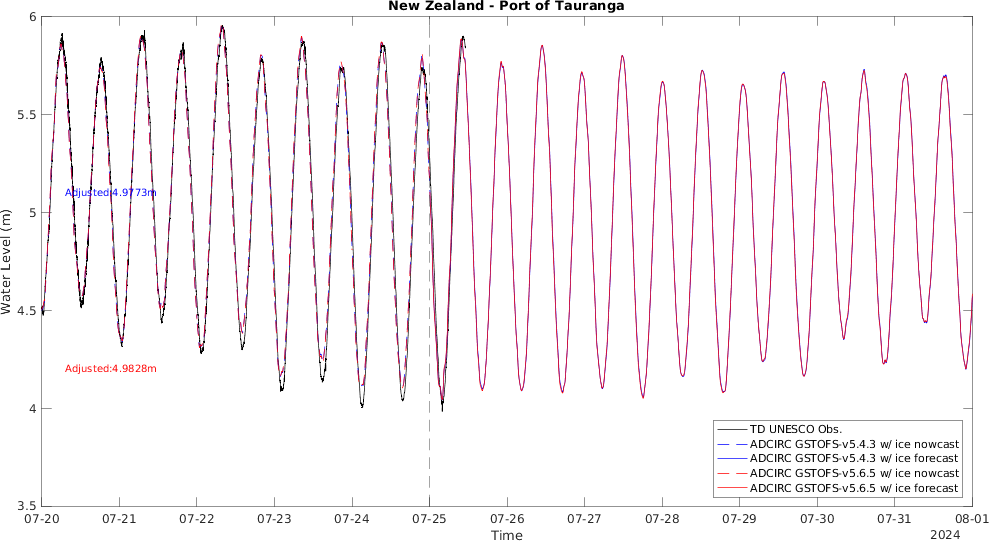 New Zealand - Port of Tauranga
Water Level (m)
6
5.5
5
4.5
4
3.5
Adjusted:4.9773m
Adjusted:4.9828m
TD UNESCO Obs.
ADCIRC GSTOFS-v5.4.3 w/ ice nowcast
ADCIRC GSTOFS-v5.4.3 w/ ice forecast
ADCIRC GSTOFS-v5.6.5 w/ ice nowcast
ADCIRC GSTOFS-v5.6.5 w/ ice forecast
07-20 07-21 07-22 07-23 07-24 07-25 07-26 07-27 07-28 07-29 07-30 07-31 08-01
Time
2024